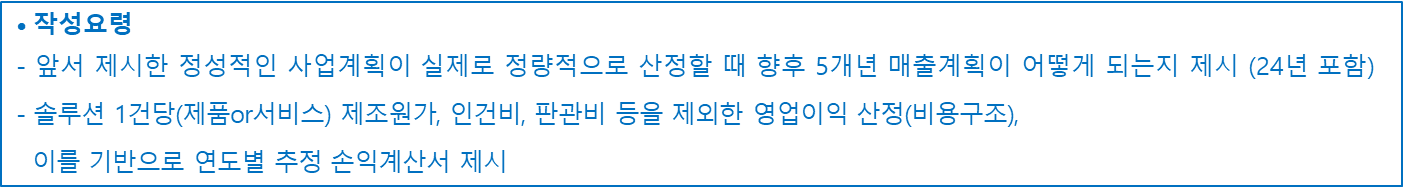 • 작성요령
- 앞서 제시한 정성적인 사업계획이 실제로 정량적으로 산정할 때 향후 5개년 매출계획이 어떻게 되는지 제시 (24년 포함)
- 솔루션 1건당(제품or서비스) 제조원가, 인건비, 판관비 등을 제외한 영업이익 산정(비용구조),
이를 기반으로 연도별 추정 손익계산서 제시